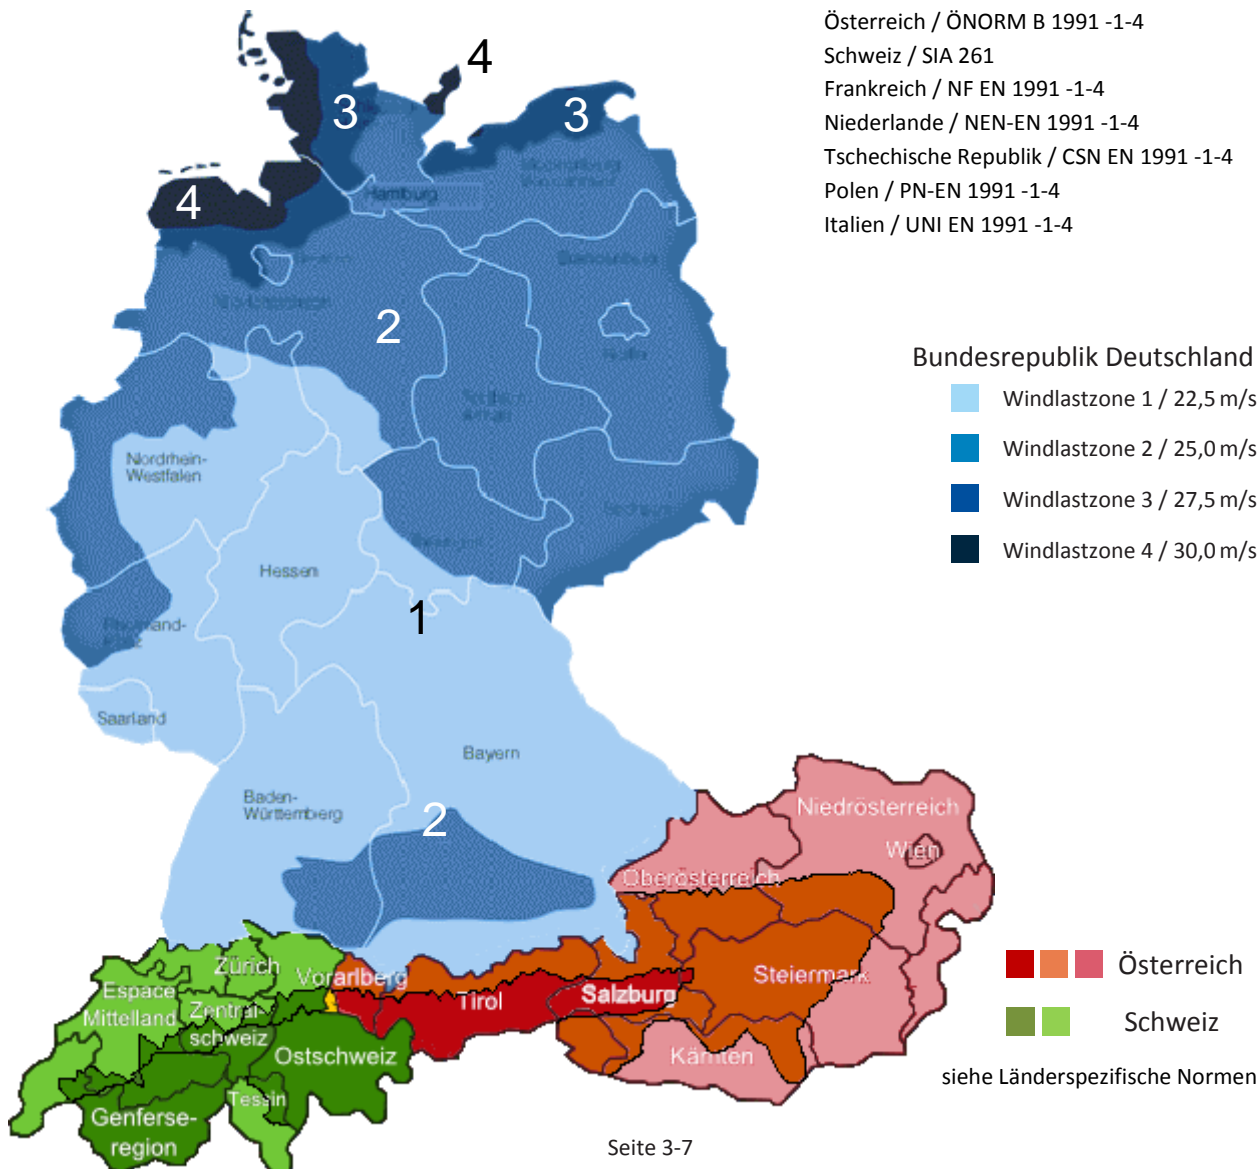 Österreich / ÖNORM B 1991 -1-4
Schweiz / SIA 261
Frankreich / NF EN 1991 -1-4
Niederlande / NEN-EN 1991 -1-4
Tschechische Republik / CSN EN 1991 -1-4
Polen / PN-EN 1991 -1-4
Italien / UNI EN 1991 -1-4
4
3
3
4
Hamburg
2
Bundesrepublik Deutschland
Windlastzone 1 / 22,5 m/s
Windlastzone 2 / 25,0 m/s
Windlastzone 3 / 27,5 m/s
Windlastzone 4 / 30,0 m/s
Nordrhein-
Westfalen
Hessen
1
Saarland
Bayern
Baden-
Württemberg
2
Niedrösterreich
Wien
Oberösterreich
Zürich
Vorarlberg
Espace
Mittelland
Zentral-
schweiz
Tirol
Salzburg
Steiermark
Ostschweiz
Kärnten
Tessin
Genferse-
region
Österreich
Schweiz
siehe Länderspezifische Normen
Seite 3-7